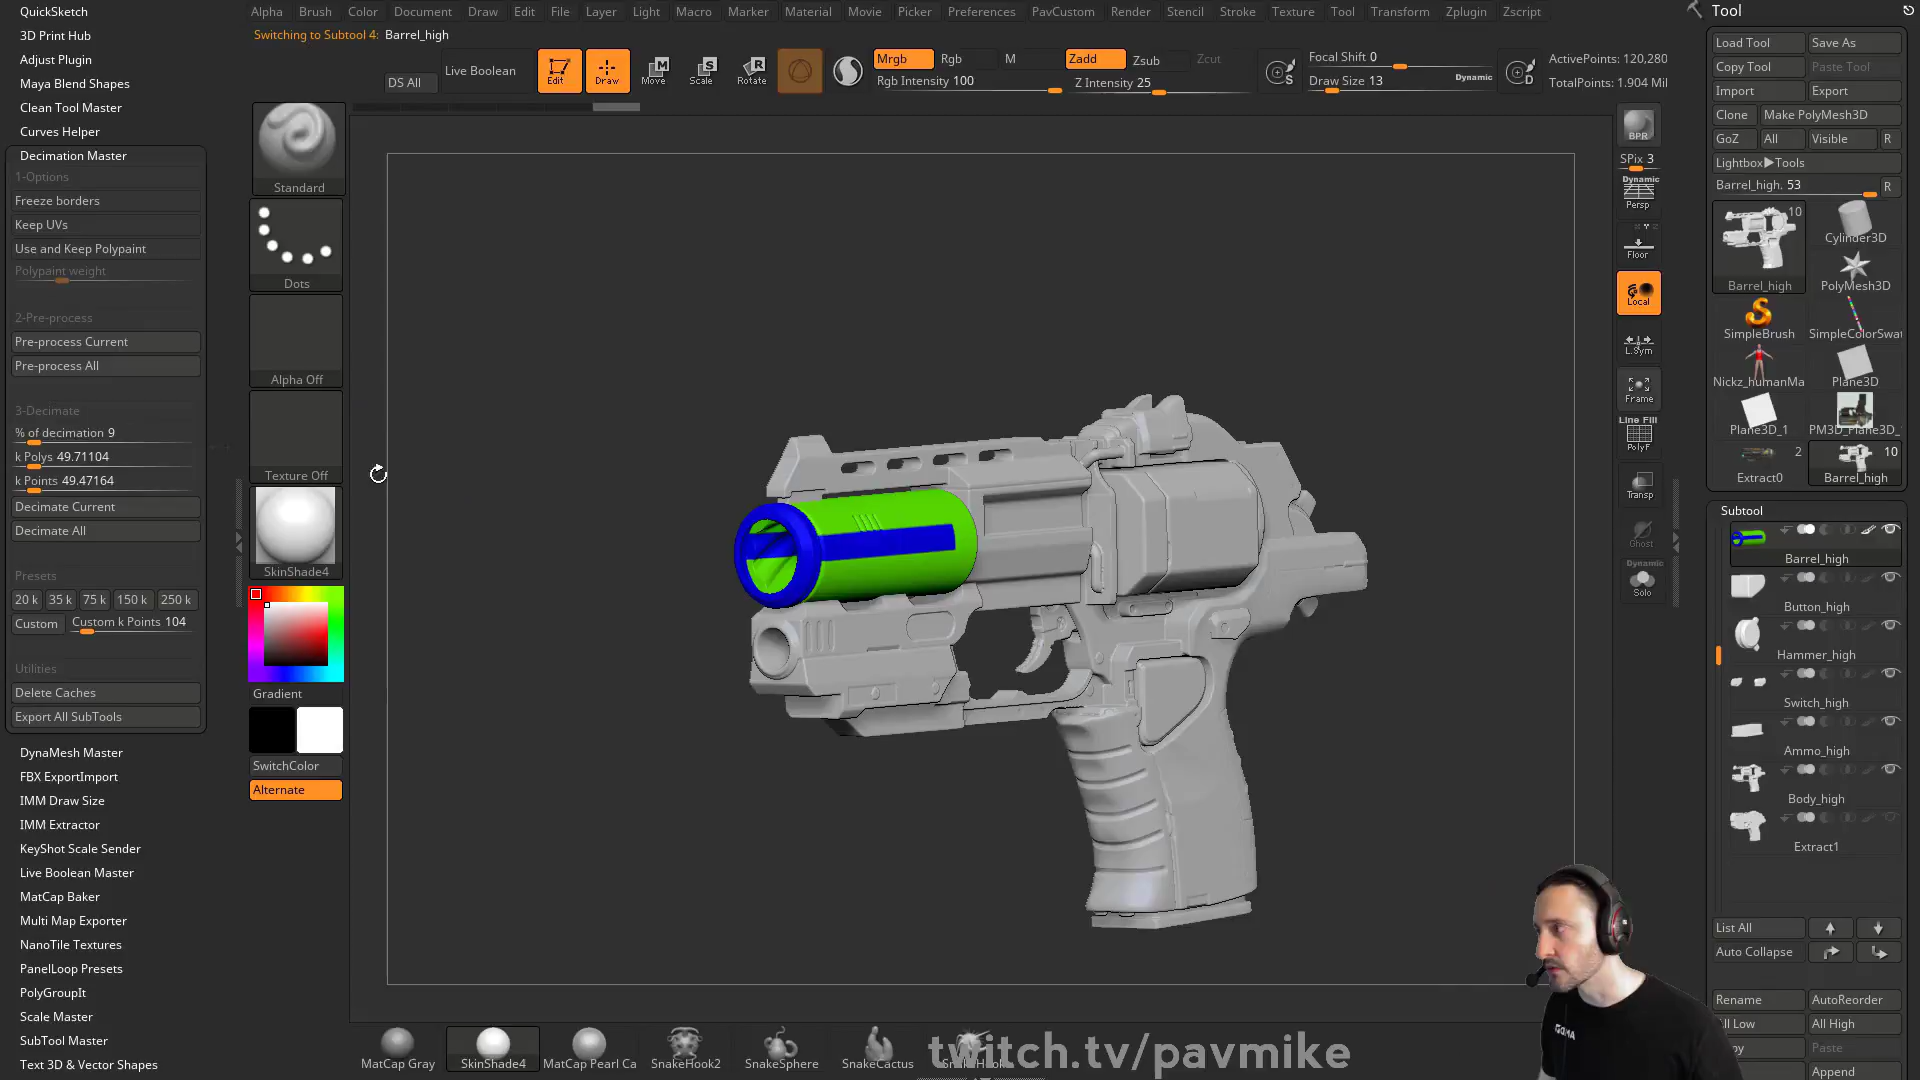 QuickSketch
3D Print Hub
Adjust Plugin
Maya Blend Shapes
Clean Tool Master
Curves Helper
Decimation Master
1-Options
Freeze borders
Keep UVs
Use and Keep Polypaint
Polypaint weight
2-Pre-process
Pre-process Current
Pre-process All
3-Decimate
% of decimation 9
k Polys 49.71104
k Points 49.47164
Decimate Current
Decimate All
Presets
20 k 35 k 75 k 150 k 250 k
Custom Custom k Points 104
Utilities
Delete Caches
Export All SubTools
DynaMesh Master
FBX ExportImport
IMM Draw Size
IMM Extractor
KeyShot Scale Sender
Live Boolean Master
MatCap Baker
Multi Map Exporter
NanoTile Textures
PanelLoop Presets
PolyGroupIt
Scale Master
SubTool Master
Text 3D & Vector Shapes
Alpha Brush Color Document Draw Edit File Layer Light Macro Marker Material Movie Picker Preferences PavCustom Render Stencil Stroke Texture Tool Transform Zplugin Zscript
Switching to Subtool 4: Barrel_high
DS All
Live Boolean
Edit
Draw
M
Move
S
Scale
R
Rotate
Mrgb Rgb M
Rgb Intensity 100
Zadd Zsub Zcut
Z Intensity 25
S
Focal Shift 0
Draw Size 13
Dynamic
D
ActivePoints: 120,280
TotalPoints: 1.904 Mil
Standard
Dots
Alpha Off
Texture Off
SkinShade4
Gradient
SwitchColor
Alternate
BPR
SPix 3
Dynamic
Persp
Floor
Local
L.Sym
Frame
Line Fill
PolyF
Transp
Ghost
Dynamic
Solo
Tool
Load Tool Save As
Copy Tool Paste Tool
Import Export
Clone Make PolyMesh3D
GoZ All Visible R
Lightbox▶Tools
Barrel_high. 53 R
10
Barrel_high
Cylinder3D
PolyMesh3D
SimpleBrush
SimpleColorSwat
Nickz_humanMa
Plane3D
Plane3D_1
PM3D_Plane3D_
2
Extract0
10
Barrel_high
Subtool
Barrel_high
Button_high
Hammer_high
Switch_high
Ammo_high
Body_high
Extract1
List All
Auto Collapse
Rename AutoReorder
All Low All High
Paste
Append
MatCap Gray
SkinShade4
MatCap Pearl Ca
SnakeHook2
SnakeSphere
SnakeCactus
twitch.tv/pavmike